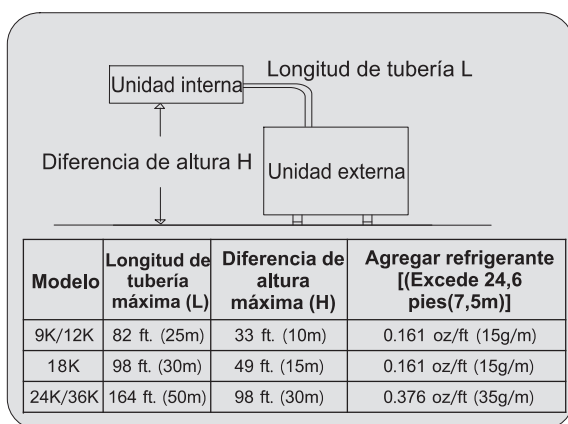 Longitud de tubería L
Unidad interna
Diferencia de altura H
Unidad externa
Modelo
Longitud de
tubería
máxima (L)
Diferencia de
altura
máxima (H)
Agregar refrigerante
[(Excede 24,6
pies(7,5m)]
9K/12K 82 ft. (25m) 33 ft. (10m) 0.161 oz/ft (15g/m)
18K 98 ft. (30m) 49 ft. (15m) 0.161 oz/ft (15g/m)
24K/36K 164 ft. (50m) 98 ft. (30m) 0.376 oz/ft (35g/m)